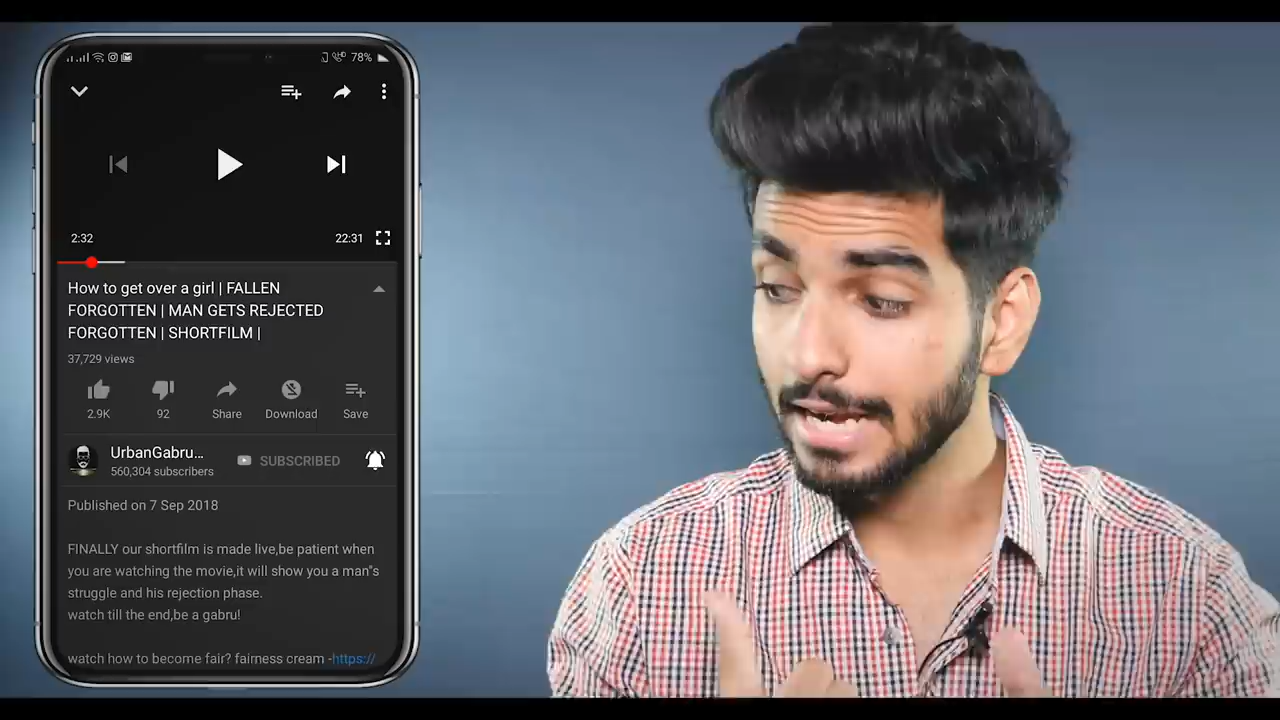 78%
2:32
22:31
How to get over a girl | FALLEN
FORGOTTEN | MAN GETS REJECTED
FORGOTTEN | SHORTFILM |
37,729 views
2.9K
92
Share
Download
Save
UrbanGabru...
SUBSCRIBED
560,304 subscribers
Published on 7 Sep 2018
FINALLY our shortfilm is made live,be patient when
you are watching the movie,it will show you a man"s
struggle and his rejection phase.
watch till the end,be a gabru!
watch how to become fair? fairness cream -https://